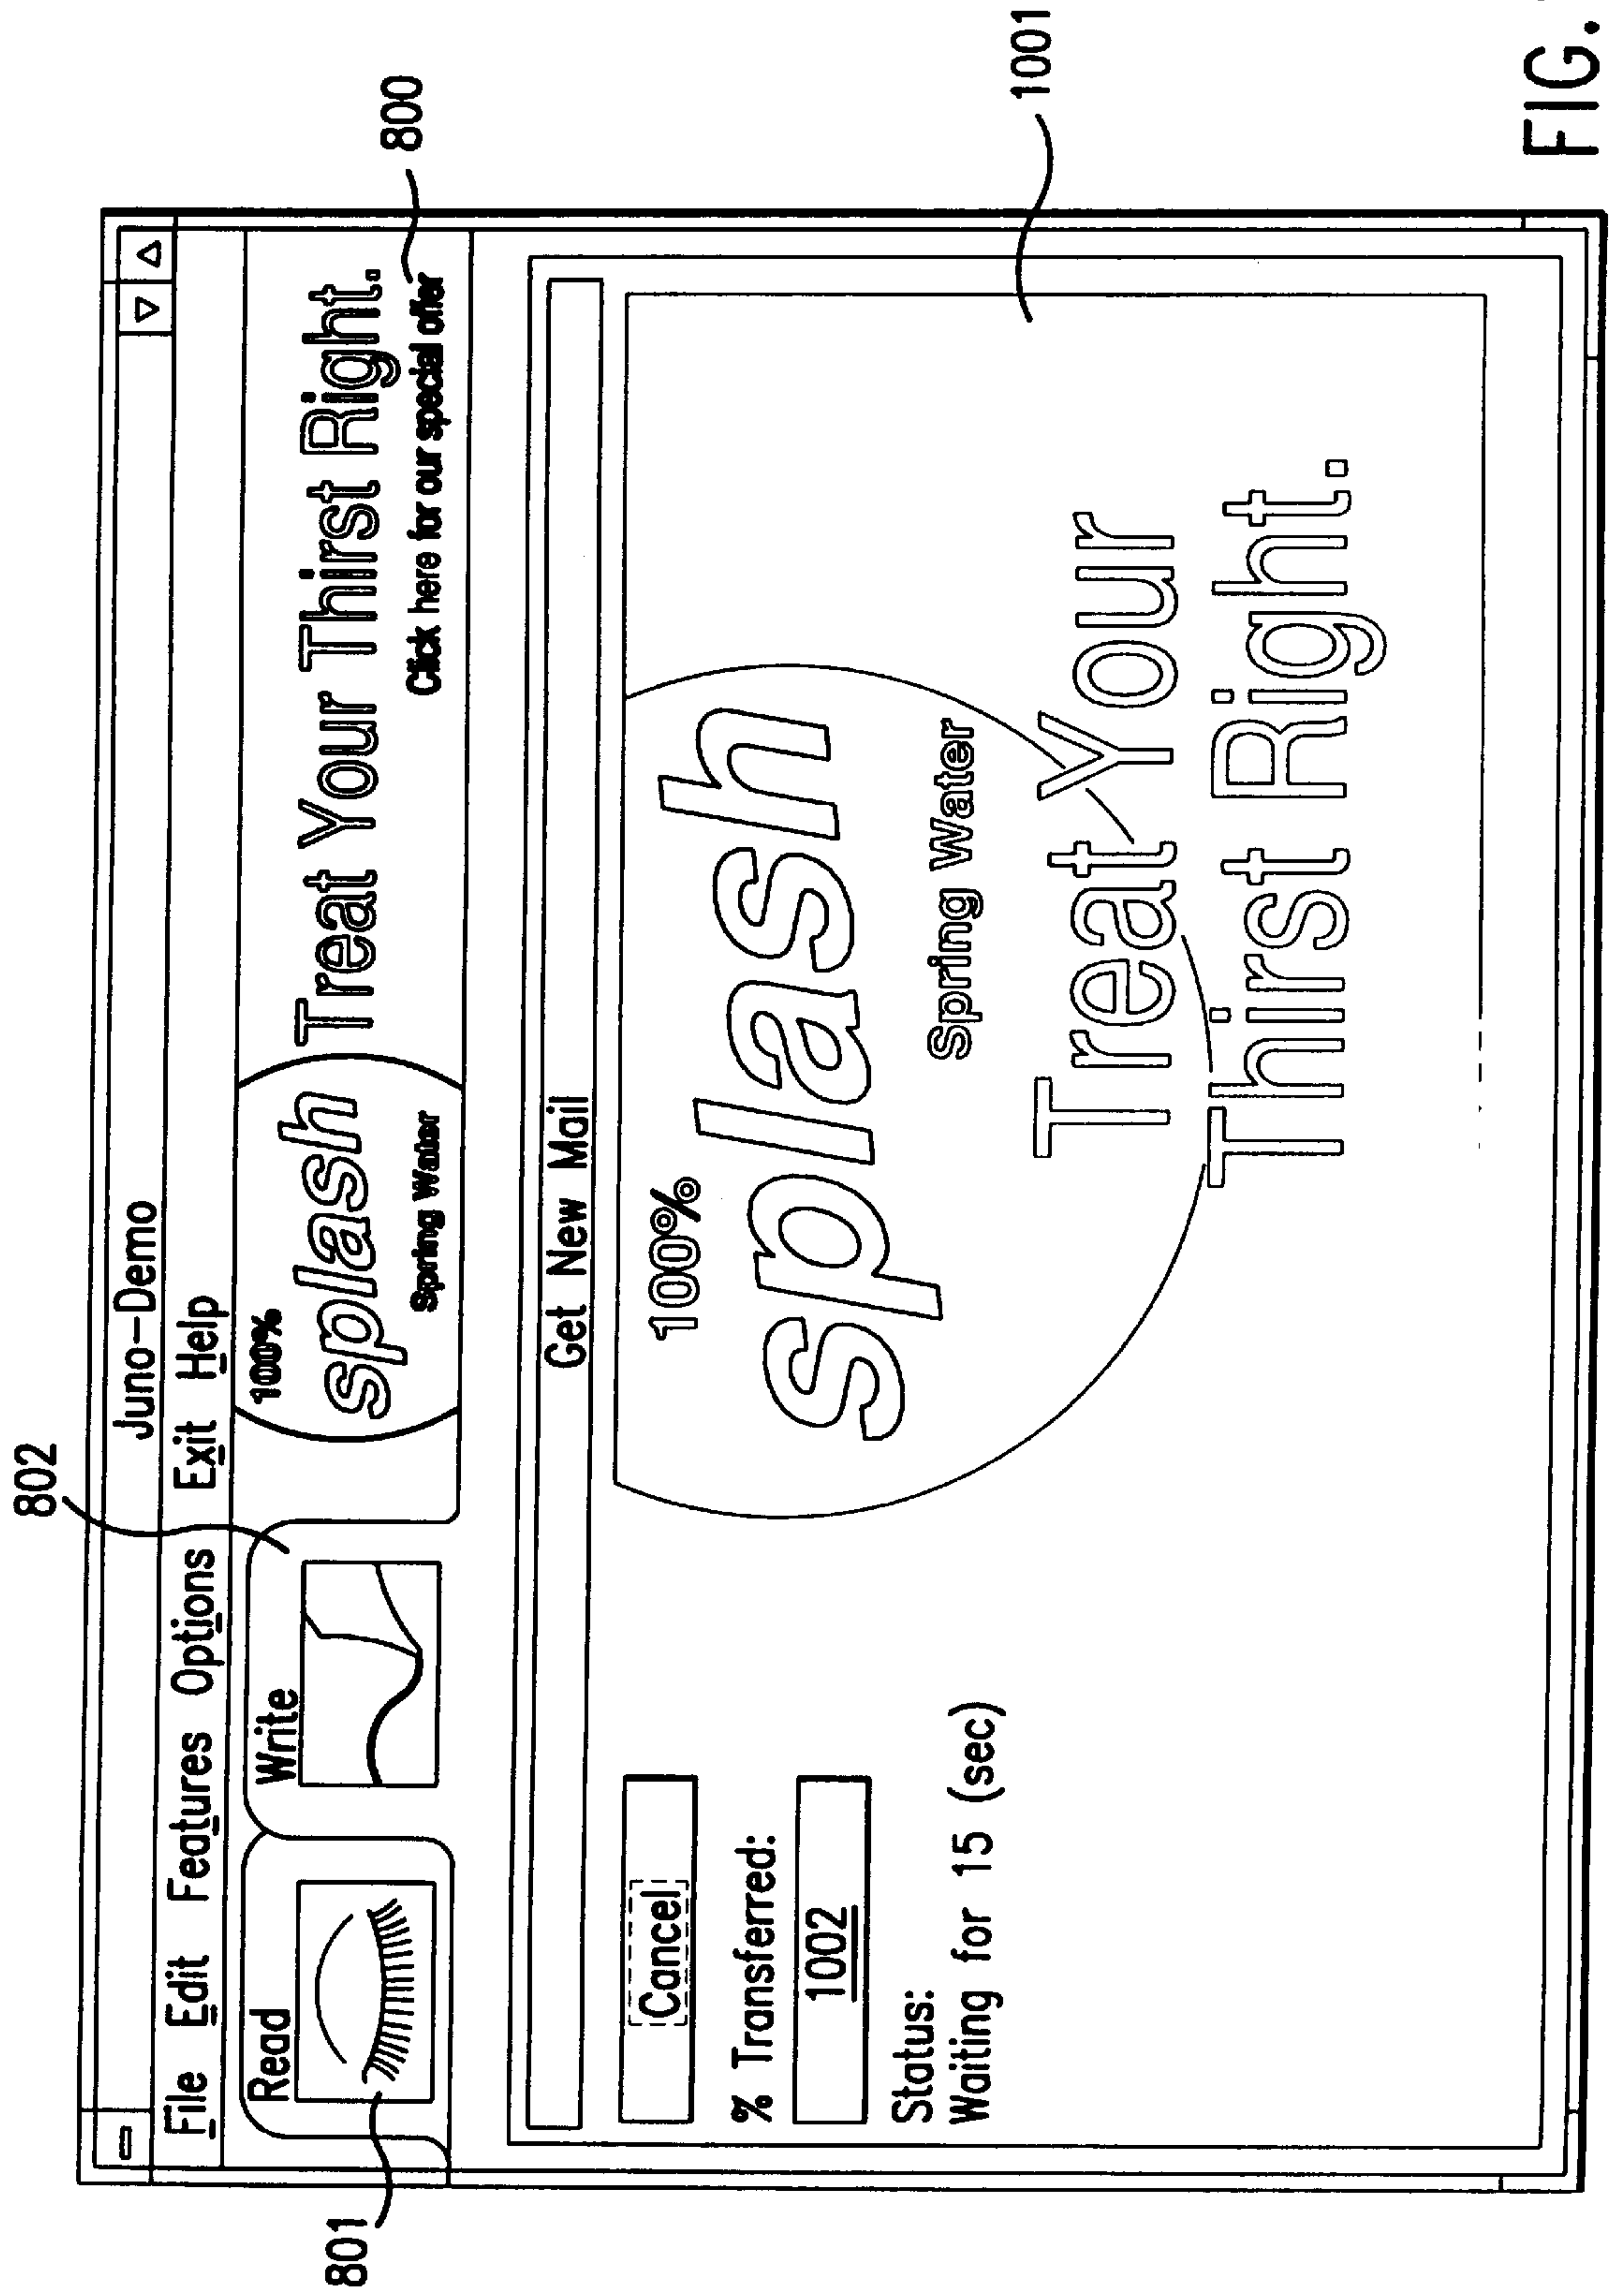 802
Juno-Demo
File Edit Features Options Exit Help
Read
Write
100%
splash
Spring Water
Treat Your Thirst Right.
Click here for our special offer
800
801
Get New Mail
Cancel
% Transferred:
1002
Status:
Waiting for 15 (sec)
100%
splash
Spring Water
Treat Your
Thirst Right.
1001
FIG.